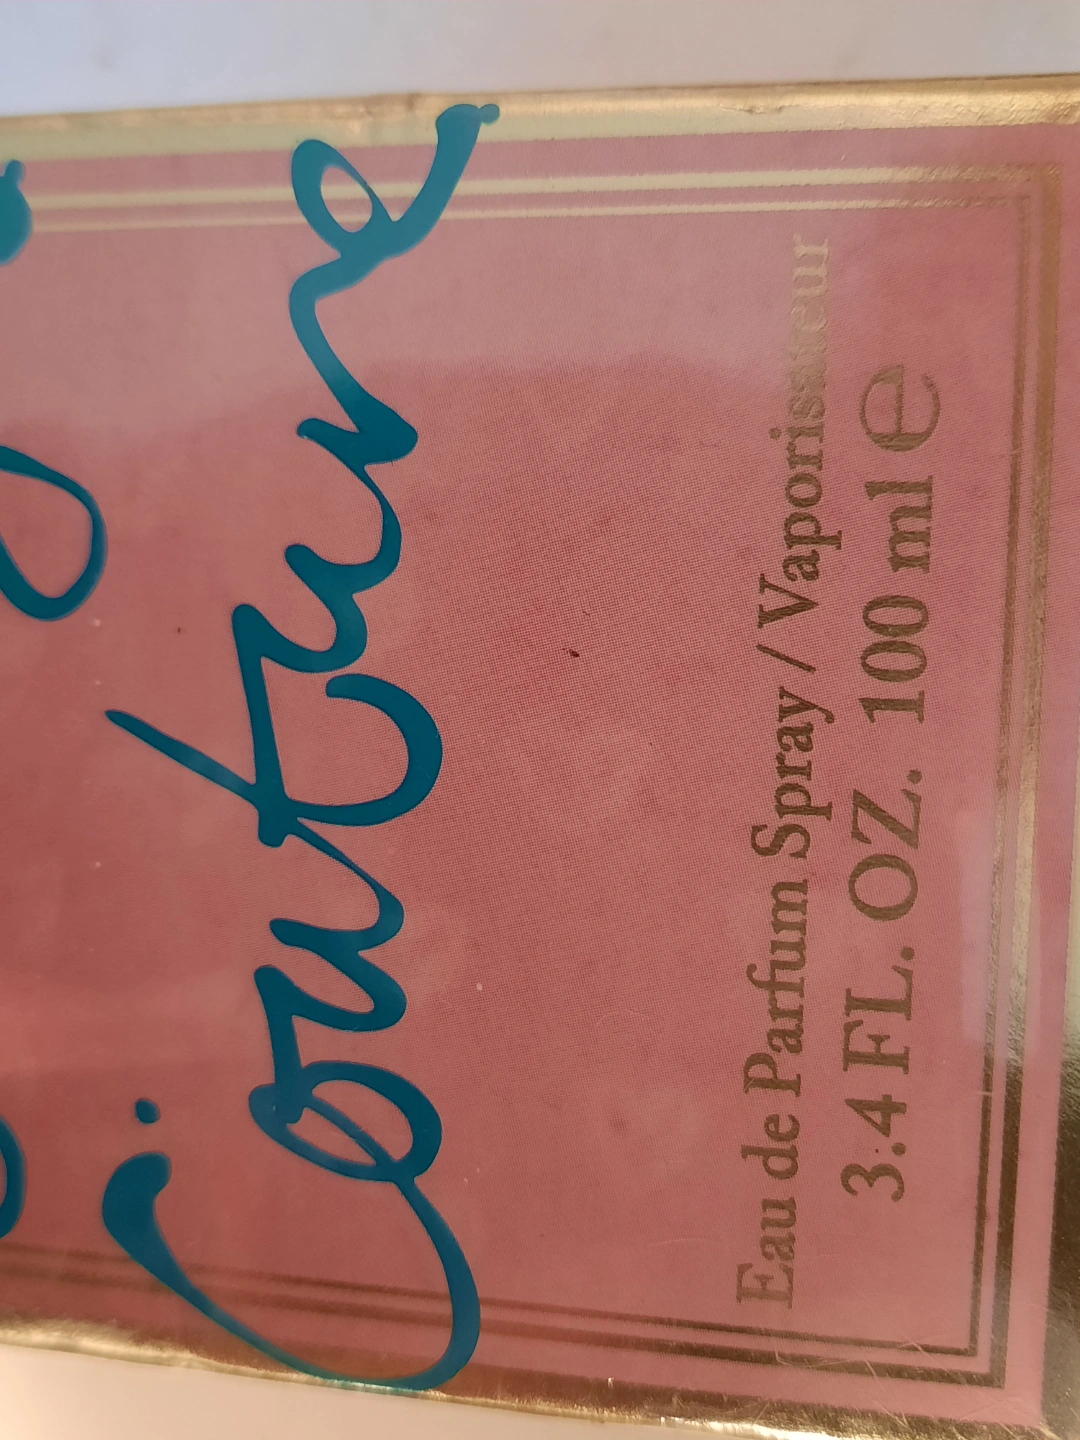 Couture
Eau de Parfum Spray / Vaporisateur
3.4 FL. OZ. 100 ml ℮